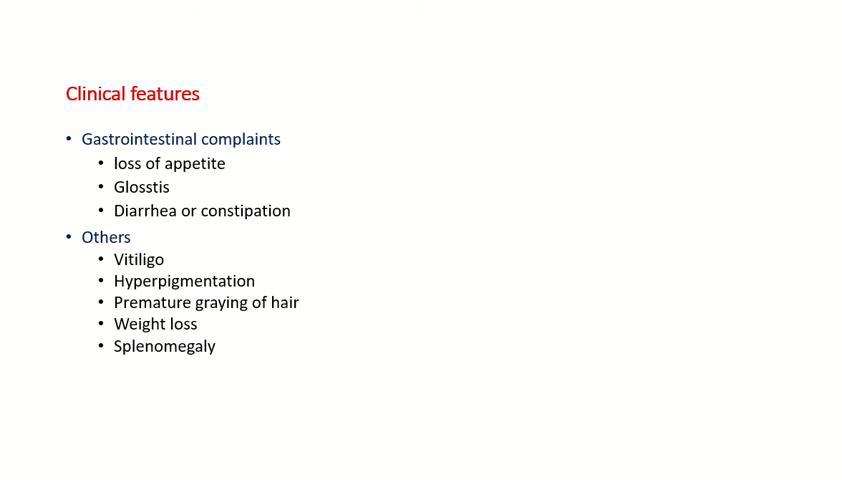 Clinical features
• Gastrointestinal complaints
• loss of appetite
• Glosstis
• Diarrhea or constipation
• Others
• Vitiligo
• Hyperpigmentation
• Premature graying of hair
• Weight loss
• Splenomegaly